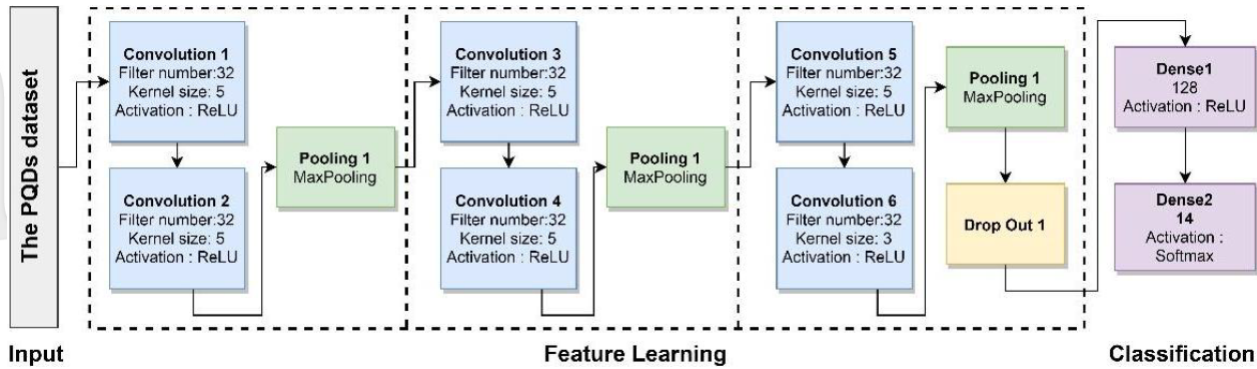 The PQDs dataset
Convolution 1
Filter number:32
Kernel size: 5
Activation : ReLU
Convolution 2
Filter number:32
Kernel size: 5
Activation : ReLU
Pooling 1
MaxPooling
Convolution 3
Filter number:32
Kernel size: 5
Activation : ReLU
Convolution 4
Filter number:32
Kernel size: 5
Activation : ReLU
Pooling 1
MaxPooling
Convolution 5
Filter number:32
Kernel size: 5
Activation : ReLU
Convolution 6
Filter number:32
Kernel size: 3
Activation : ReLU
Pooling 1
MaxPooling
Drop Out 1
Dense1
128
Activation : ReLU
Dense2
14
Activation :
Softmax
Input
Feature Learning
Classification